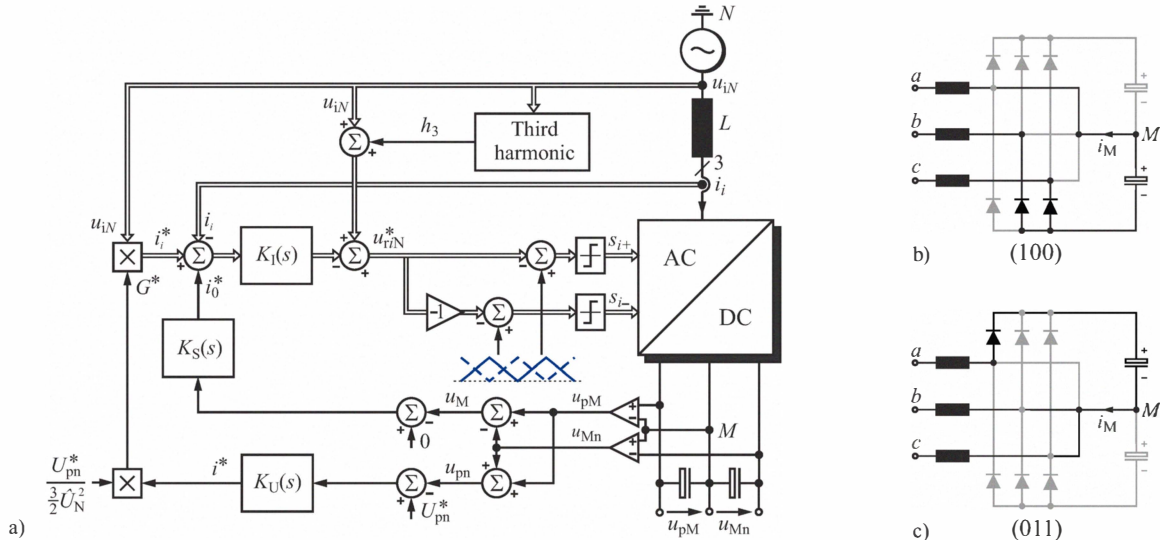 N
u_iN
u_iN
h_3
Third
harmonic
L
3
i_i
i_i
u_iN
i_i^*
K_I(s)
u_riN^*
s_i+
AC
DC
G^*
i_0^*
-1
s_i-
K_S(s)
u_M
u_pM
0
u_Mn
M
U_pn^*
3/2 Û_N^2
i^*
K_U(s)
u_pn
U_pn^*
u_pM
u_Mn
a)
a
b
c
M
i_M
b)
(100)
a
b
c
M
i_M
c)
(011)